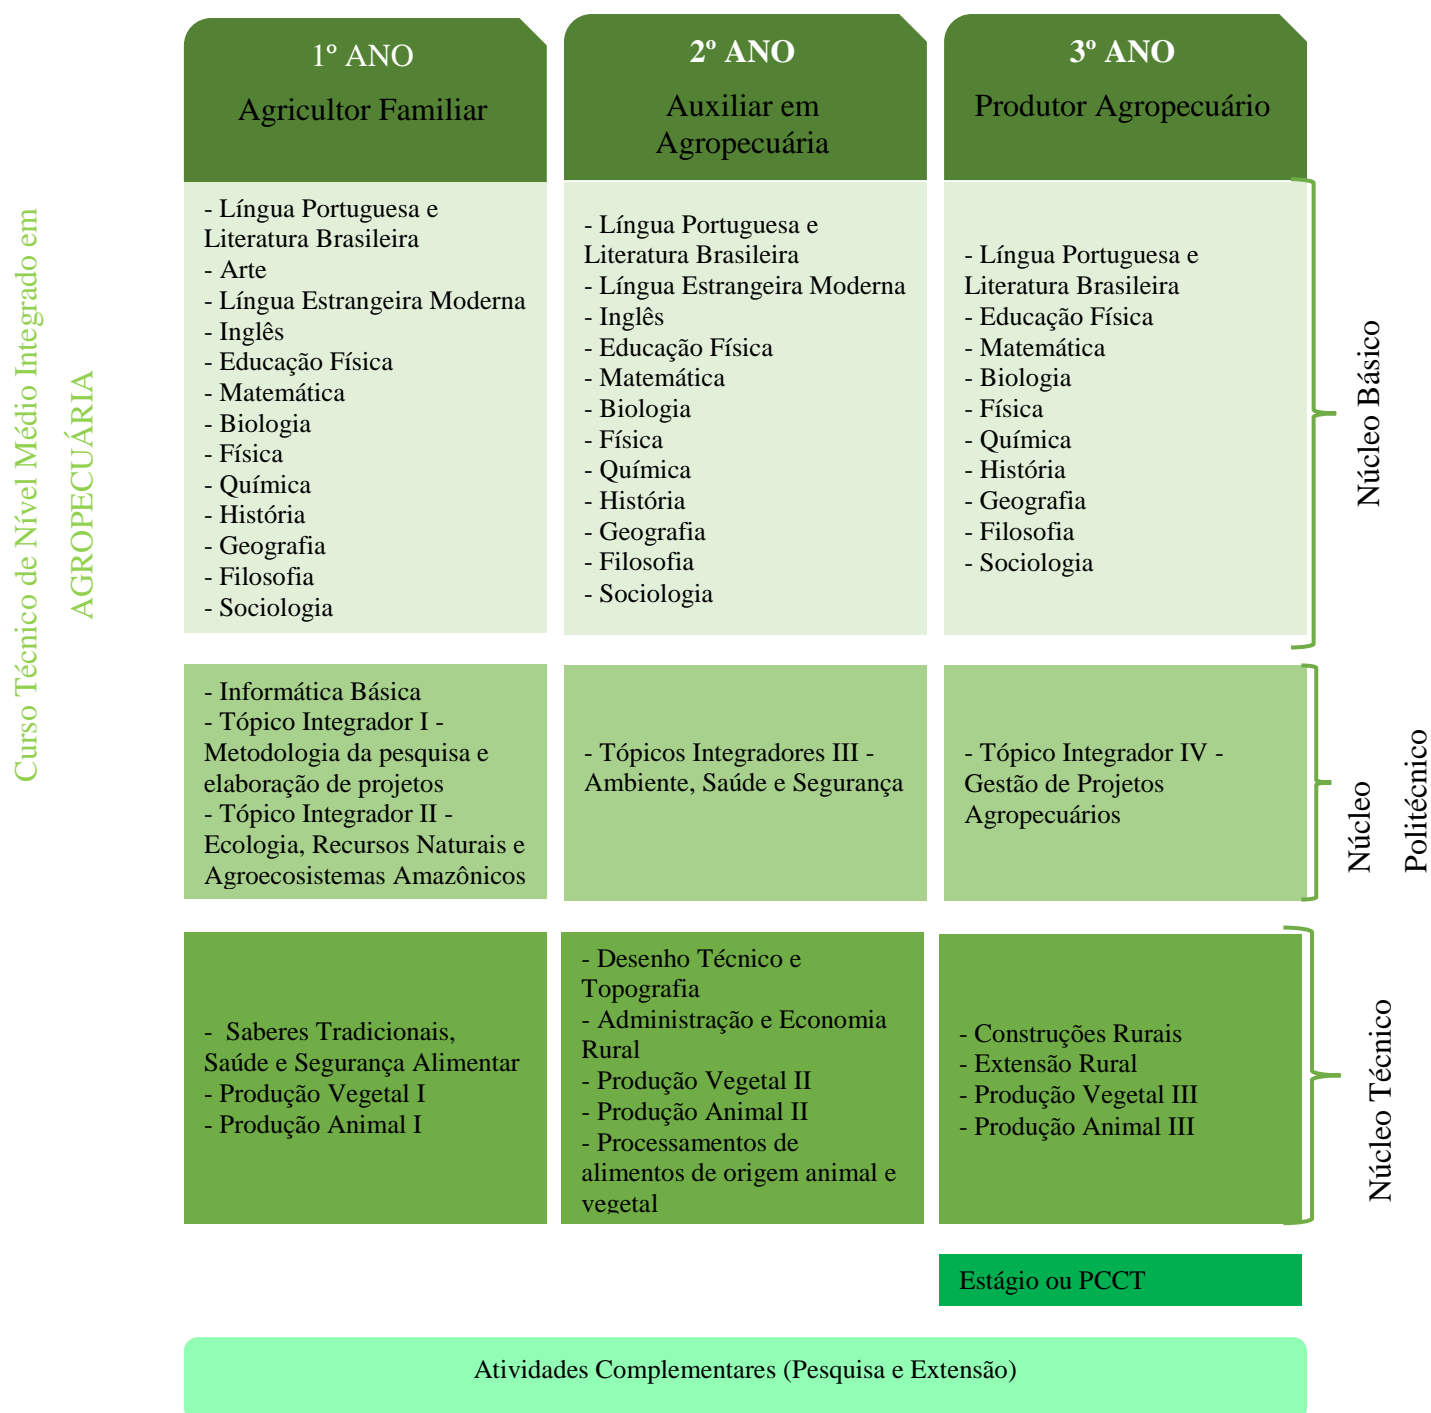 Curso Técnico de Nível Médio Integrado em
AGROPECUÁRIA
1º ANO
Agricultor Familiar
2º ANO
Auxiliar em
Agropecuária
3º ANO
Produtor Agropecuário
- Língua Portuguesa e
Literatura Brasileira
- Arte
- Língua Estrangeira Moderna
- Inglês
- Educação Física
- Matemática
- Biologia
- Física
- Química
- História
- Geografia
- Filosofia
- Sociologia
- Língua Portuguesa e
Literatura Brasileira
- Língua Estrangeira Moderna
- Inglês
- Educação Física
- Matemática
- Biologia
- Física
- Química
- História
- Geografia
- Filosofia
- Sociologia
- Língua Portuguesa e
Literatura Brasileira
- Educação Física
- Matemática
- Biologia
- Física
- Química
- História
- Geografia
- Filosofia
- Sociologia
Núcleo Básico
- Informática Básica
- Tópico Integrador I -
Metodologia da pesquisa e
elaboração de projetos
- Tópico Integrador II -
Ecologia, Recursos Naturais e
Agroecosistemas Amazônicos
- Tópicos Integradores III -
Ambiente, Saúde e Segurança
- Tópico Integrador IV -
Gestão de Projetos
Agropecuários
Núcleo
Politécnico
- Saberes Tradicionais,
Saúde e Segurança Alimentar
- Produção Vegetal I
- Produção Animal I
- Desenho Técnico e
Topografia
- Administração e Economia
Rural
- Produção Vegetal II
- Produção Animal II
- Processamentos de
alimentos de origem animal e
vegetal
- Construções Rurais
- Extensão Rural
- Produção Vegetal III
- Produção Animal III
Núcleo Técnico
Estágio ou PCCT
Atividades Complementares (Pesquisa e Extensão)